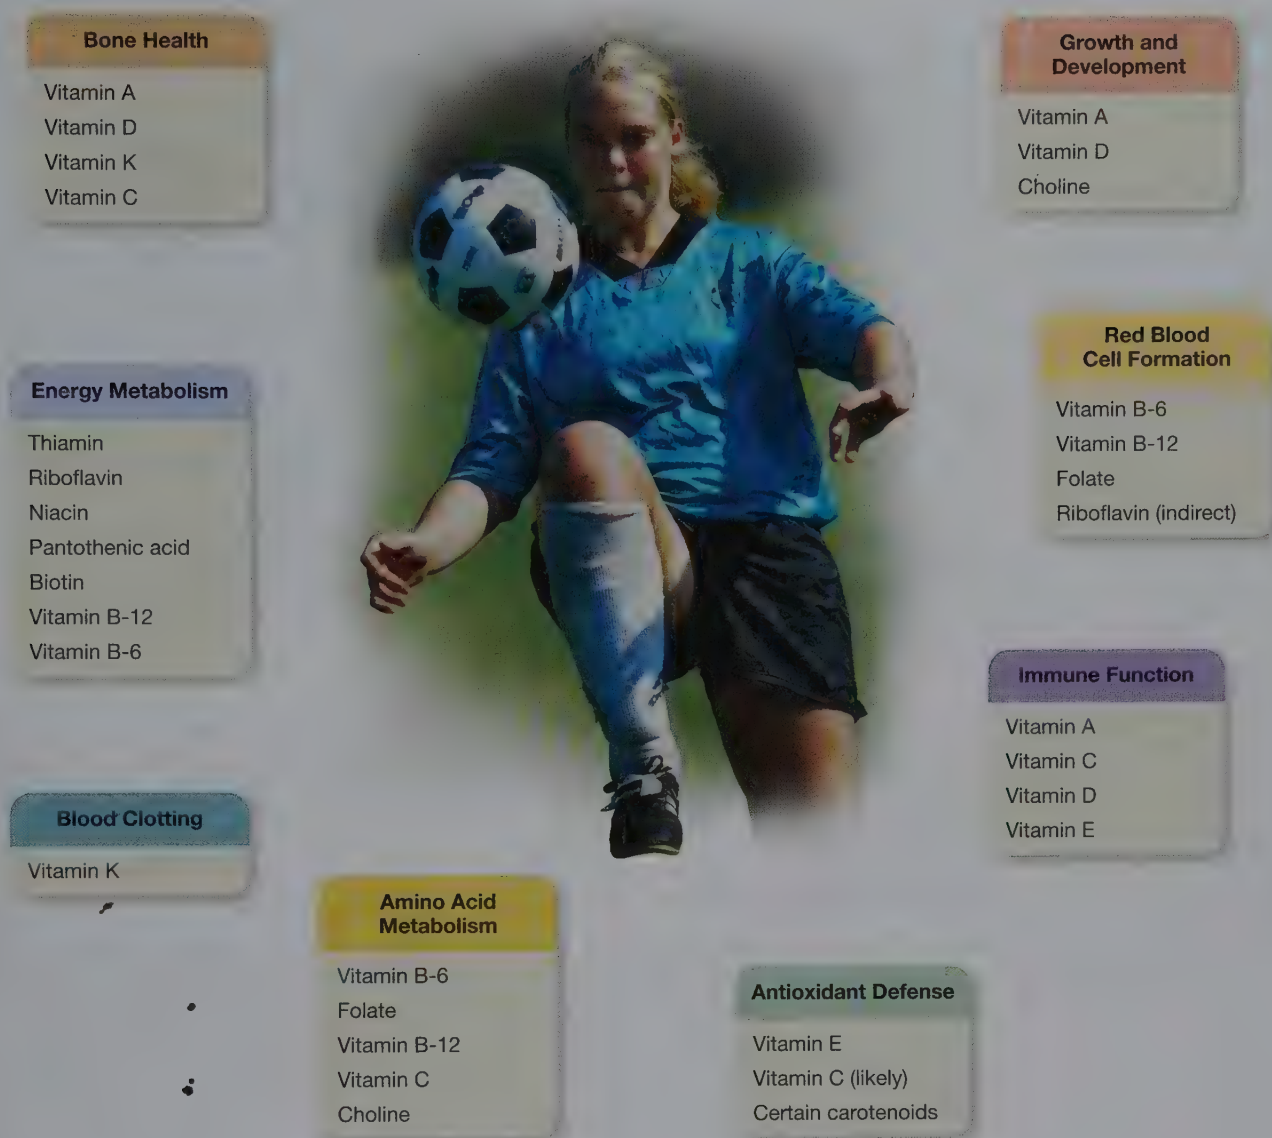 Bone Health
Vitamin A
Vitamin D
Vitamin K
Vitamin C
Growth and
Development
Vitamin A
Vitamin D
Choline
Energy Metabolism
Thiamin
Riboflavin
Niacin
Pantothenic acid
Biotin
Vitamin B-12
Vitamin B-6
Red Blood
Cell Formation
Vitamin B-6
Vitamin B-12
Folate
Riboflavin (indirect)
Immune Function
Vitamin A
Vitamin C
Vitamin D
Vitamin E
Blood Clotting
Vitamin K
Amino Acid
Metabolism
Vitamin B-6
Folate
Vitamin B-12
Vitamin C
Choline
Antioxidant Defense
Vitamin E
Vitamin C (likely)
Certain carotenoids